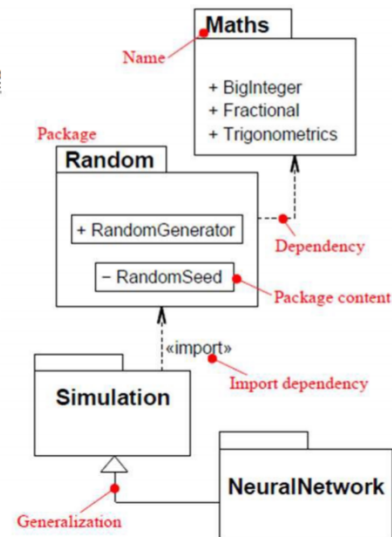 Maths
Name
+ BigInteger
+ Fractional
+ Trigonometrics
Package
Random
+ RandomGenerator
Dependency
− RandomSeed
Package content
«import»
Import dependency
Simulation
NeuralNetwork
Generalization